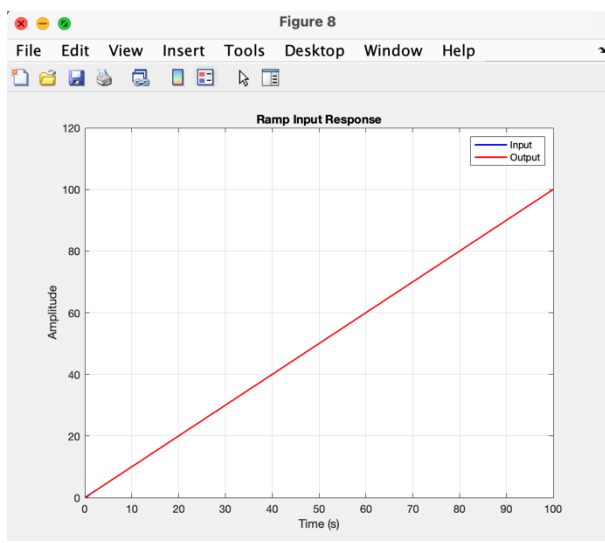 Figure 8
File Edit View Insert Tools Desktop Window Help
Ramp Input Response
Input
Output
120
100
80
60
40
20
0
Amplitude
0 10 20 30 40 50 60 70 80 90 100
Time (s)